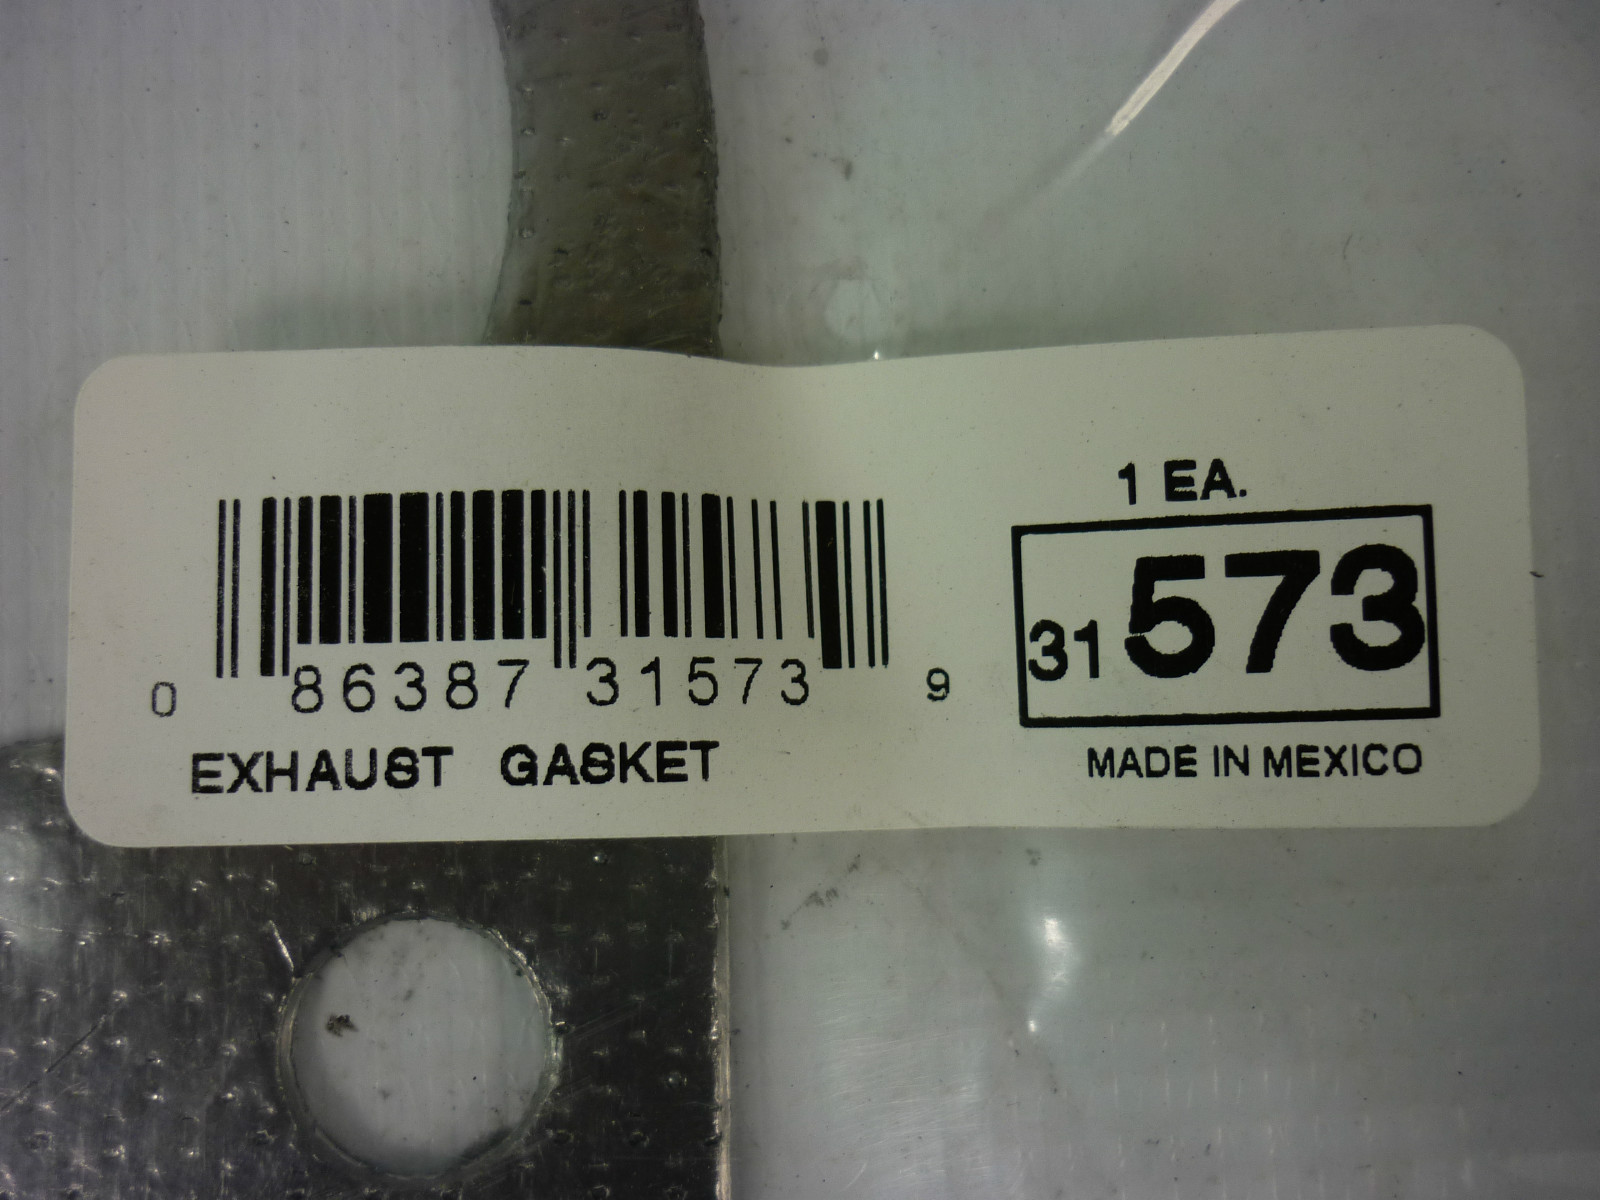 1 EA.
31573
0 86387 31573 9
EXHAUST GASKET
MADE IN MEXICO